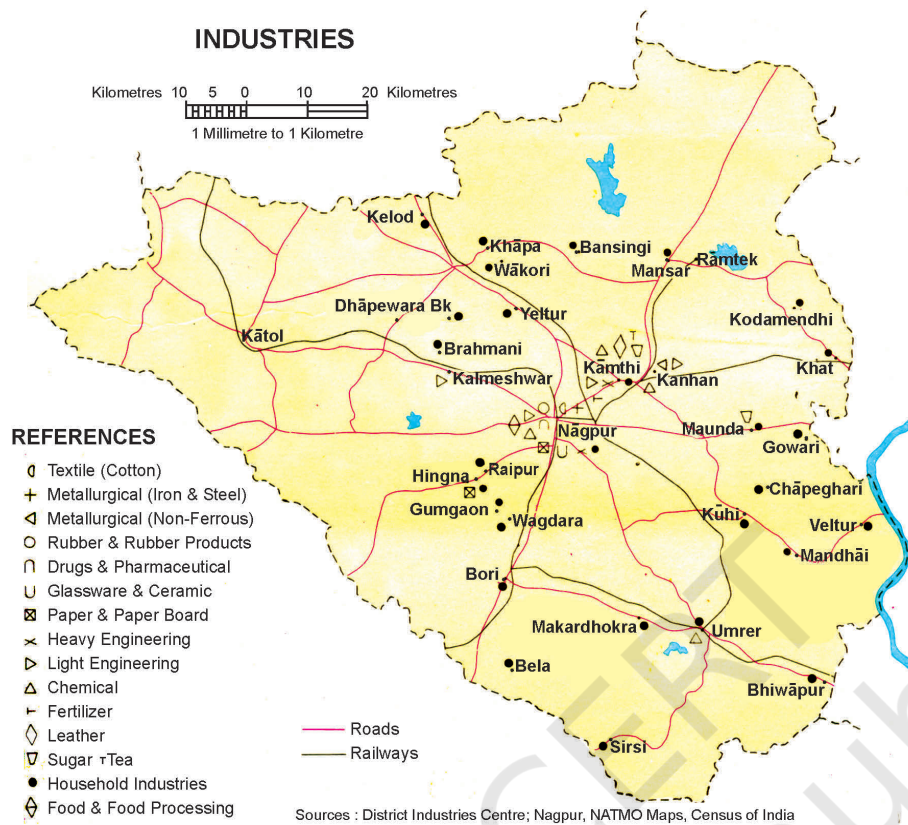 INDUSTRIES
Kilometres 10 5 0 10 20 Kilometres
1 Millimetre to 1 Kilometre
Kelod
Khāpa
Bansingi
Wākori
Mansar
Rāmtek
Dhāpewara Bk
Yeltur
Kodamendhi
Kātol
Brahmani
Khat
Kāmthi
Kalmeshwar
Kanhan
Nāgpur
Maunda
Gowari
Hingna
Raipur
Chāpeghari
Gumgaon
Wagdara
Kūhi
Veltur
Mandhāi
Bori
Makardhokra
Umrer
Bela
Bhiwāpur
Sirsi
REFERENCES
Textile (Cotton)
Metallurgical (Iron & Steel)
Metallurgical (Non-Ferrous)
Rubber & Rubber Products
Drugs & Pharmaceutical
Glassware & Ceramic
Paper & Paper Board
Heavy Engineering
Light Engineering
Chemical
Fertilizer
Leather
Sugar T Tea
Household Industries
Food & Food Processing
Roads
Railways
Sources : District Industries Centre; Nagpur, NATMO Maps, Census of India